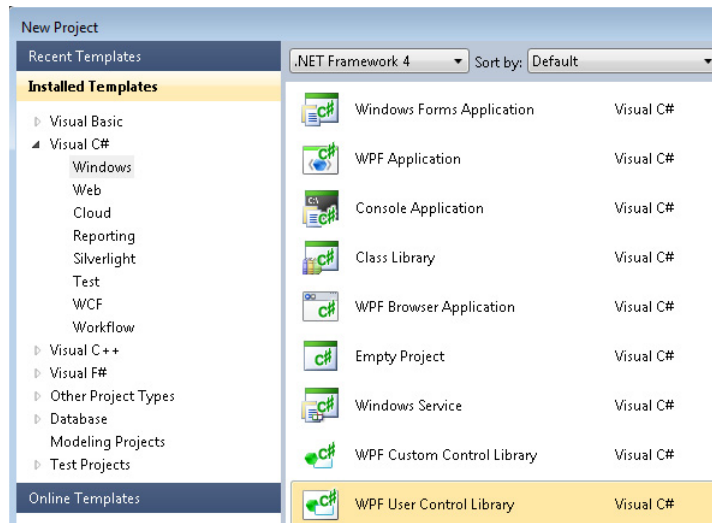 New Project
Recent Templates
Installed Templates
Visual Basic
Visual C#
Windows
Web
Cloud
Reporting
Silverlight
Test
WCF
Workflow
Visual C++
Visual F#
Other Project Types
Database
Modeling Projects
Test Projects
Online Templates
.NET Framework 4 Sort by: Default
Windows Forms Application Visual C#
WPF Application Visual C#
Console Application Visual C#
Class Library Visual C#
WPF Browser Application Visual C#
Empty Project Visual C#
Windows Service Visual C#
WPF Custom Control Library Visual C#
WPF User Control Library Visual C#